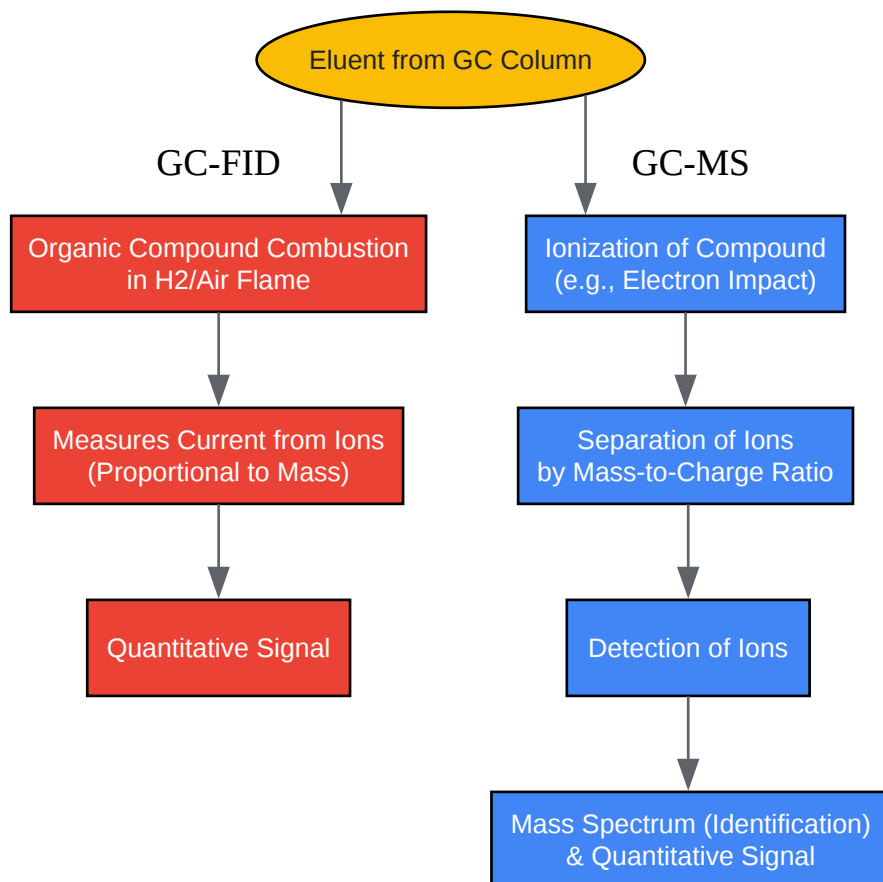 Eluent from GC Column
GC-FID
GC-MS
Organic Compound Combustion
in H2/Air Flame
Ionization of Compound
(e.g., Electron Impact)
Measures Current from Ions
(Proportional to Mass)
Separation of Ions
by Mass-to-Charge Ratio
Quantitative Signal
Detection of Ions
Mass Spectrum (Identification)
& Quantitative Signal